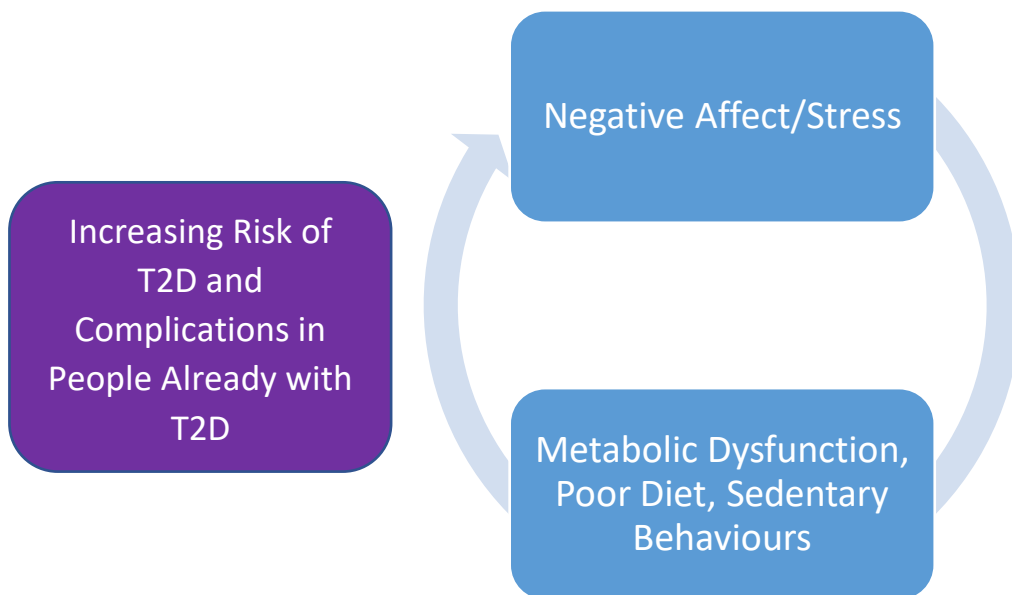 Negative Affect/Stress
Increasing Risk of
T2D and
Complications in
People Already with
T2D
Metabolic Dysfunction,
Poor Diet, Sedentary
Behaviours